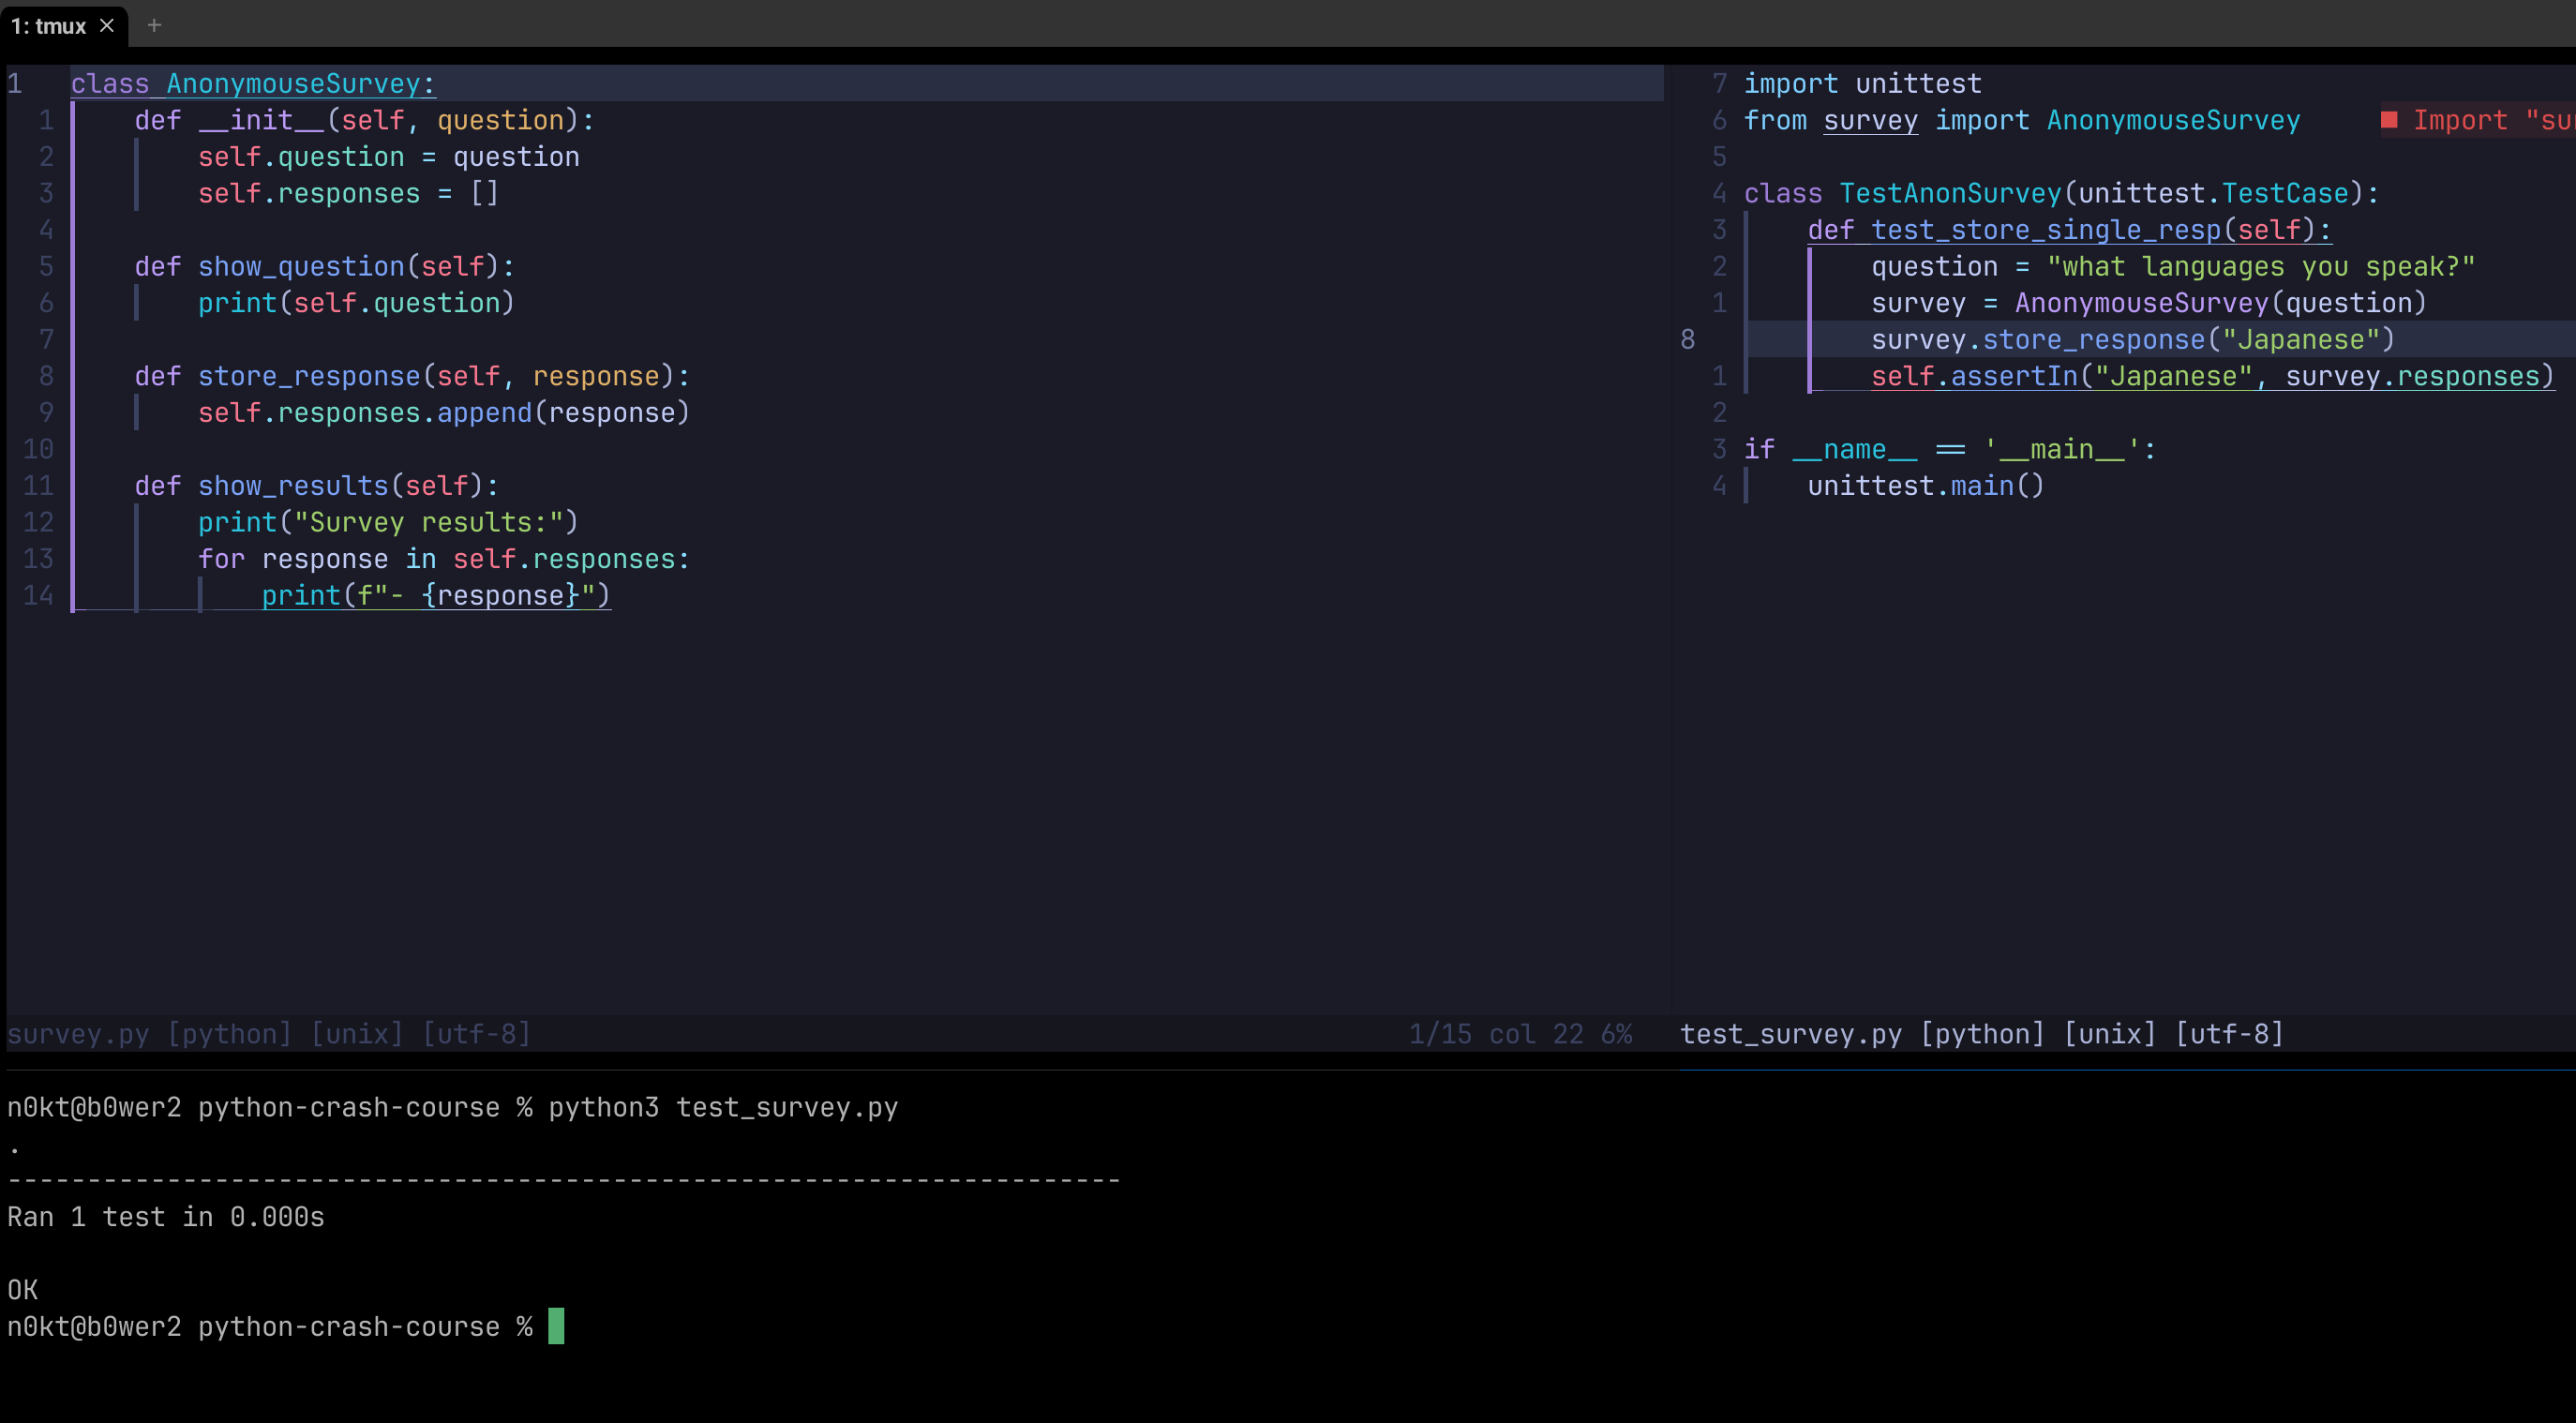 1: tmux × +
1 class AnonymouseSurvey:
1 def __init__(self, question):
2 self.question = question
3 self.responses = []
4
5 def show_question(self):
6 print(self.question)
7
8 def store_response(self, response):
9 self.responses.append(response)
10
11 def show_results(self):
12 print("Survey results:")
13 for response in self.responses:
14 print(f"- {response}")
survey.py [python] [unix] [utf-8] 1/15 col 22 6%
7 import unittest
6 from survey import AnonymouseSurvey ■ Import "sur
5
4 class TestAnonSurvey(unittest.TestCase):
3 def test_store_single_resp(self):
2 question = "what languages you speak?"
1 survey = AnonymouseSurvey(question)
8 survey.store_response("Japanese")
1 self.assertIn("Japanese", survey.responses)
2
3 if __name__ == '__main__':
4 unittest.main()
test_survey.py [python] [unix] [utf-8]
n0kt@b0wer2 python-crash-course % python3 test_survey.py
.
----------------------------------------------------------------------
Ran 1 test in 0.000s
OK
n0kt@b0wer2 python-crash-course %